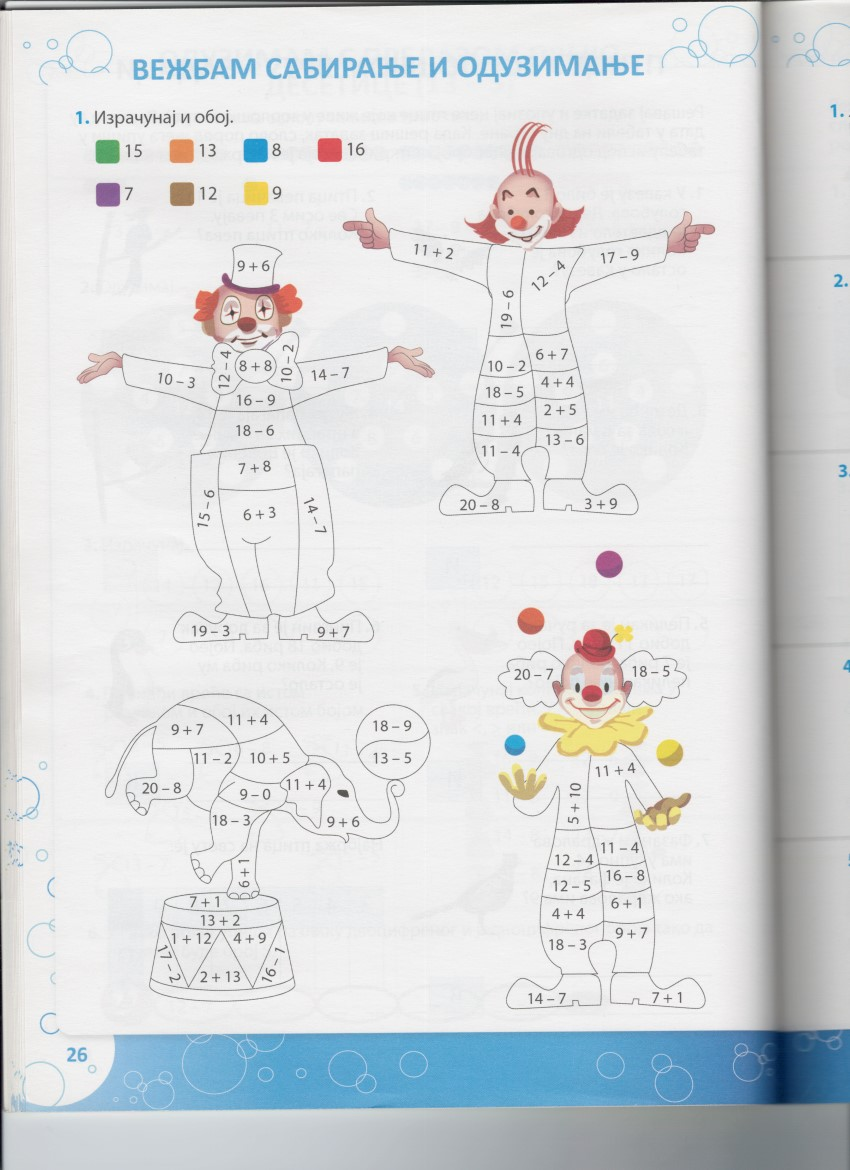 ВЕЖБАМ САБИРАЊЕ И ОДУЗИМАЊЕ
1. Израчунај и обој.
15 13 8 16
7 12 9
9 + 6
12 – 4
8 + 8
10 – 2
10 – 3
14 – 7
16 – 9
18 – 6
7 + 8
15 – 6
6 + 3
14 – 7
19 – 3
9 + 7
11 + 2
19 – 6
12 – 4
17 – 9
10 – 2
6 + 7
18 – 5
4 + 4
11 + 4
2 + 5
11 – 4
13 – 6
20 – 8
3 + 9
9 + 7
11 + 4
18 – 9
13 – 5
11 – 2
10 + 5
20 – 8
9 – 0
11 + 4
18 – 3
9 + 6
6 + 1
7 + 1
13 + 2
1 + 12
4 + 9
17 – 2
2 + 13
16 – 1
20 – 7
18 – 5
11 + 4
5 + 10
12 – 4
11 – 4
12 – 5
16 – 8
4 + 4
6 + 1
18 – 3
9 + 7
14 – 7
7 + 1
26
1.
2.
3.
4